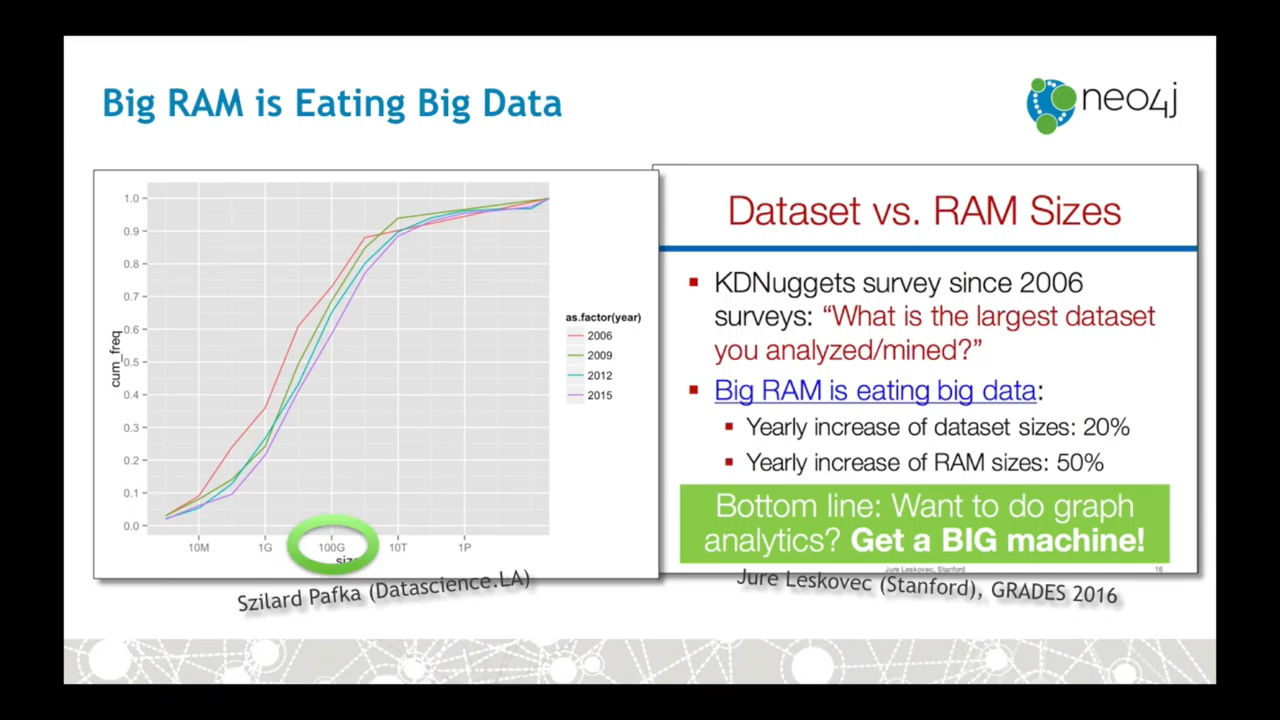 Big RAM is Eating Big Data
neo4j
1.0
0.9
0.8
0.7
0.6
0.5
0.4
0.3
0.2
0.1
0.0
cum_freq
10M 1G 100G 10T 1P
size
as.factor(year)
2006
2009
2012
2015
Szilard Pafka (Datascience.LA)
Dataset vs. RAM Sizes
▪ KDNuggets survey since 2006
surveys: “What is the largest dataset
you analyzed/mined?”
▪ Big RAM is eating big data:
▪ Yearly increase of dataset sizes: 20%
▪ Yearly increase of RAM sizes: 50%
Bottom line: Want to do graph
analytics? Get a BIG machine!
Jure Leskovec, Stanford 16
Jure Leskovec (Stanford), GRADES 2016